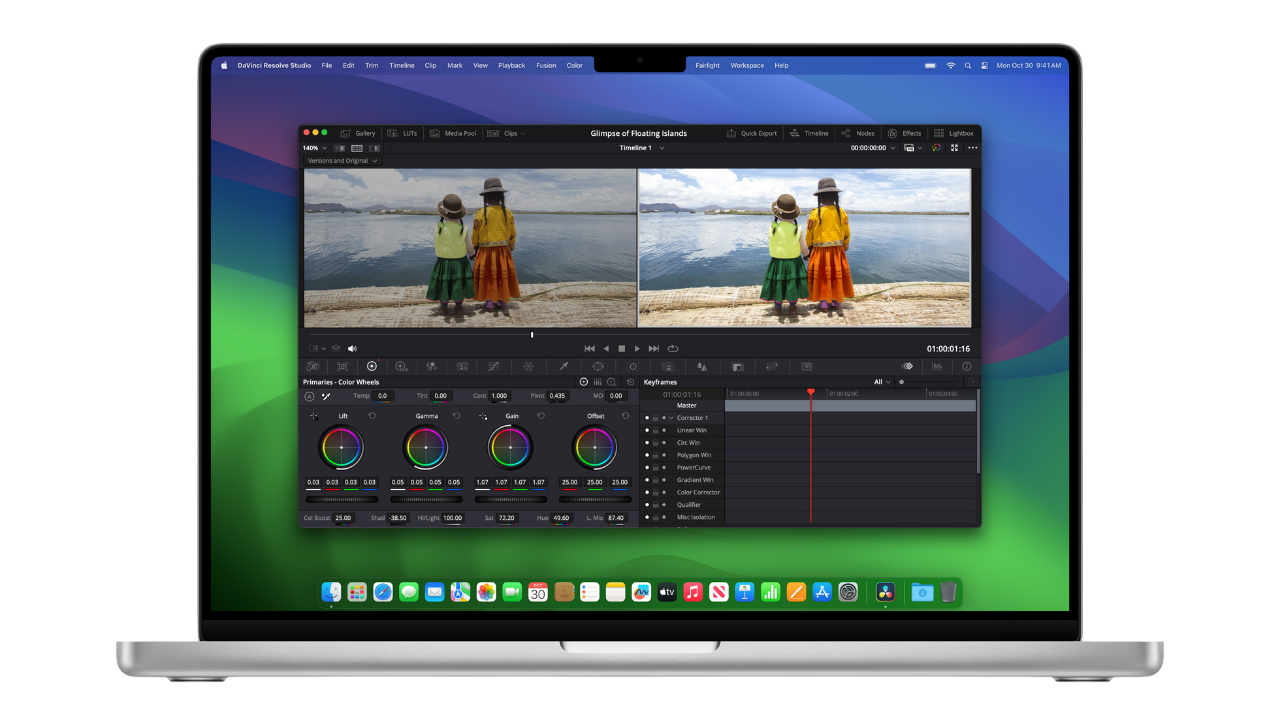 DaVinci Resolve Studio File Edit Trim Timeline Clip Mark View Playback Fusion Color Fairlight Workspace Help Mon Oct 30 9:41AM
Gallery LUTs Media Pool Clips Glimpse of Floating Islands Quick Export Timeline Nodes Effects Lightbox
140% Timeline 1 00:00:00:00
Versions and Original
01:00:01:16
Primaries - Color Wheels Keyframes All
Temp 0.0 Tint 0.00 Cont 1.000 Pivot 0.435 MD 0.00
01:00:01:16 01:00:00:00 01:00:02:00 01:00:04:00
Master
Lift Gamma Gain Offset
Corrector 1
Linear Win
Circ Win
Polygon Win
PowerCurve
Gradient Win
0.03 0.03 0.03 0.03 0.05 0.05 0.05 0.05 1.07 1.07 1.07 1.07 25.00 25.00 25.00
Color Corrector
Qualifier
Misc Isolation
Col Boost 25.00 Shad -38.50 Hi/Light 100.00 Sat 72.20 Hue 49.60 L. Mix 87.40
OCT
30
tv